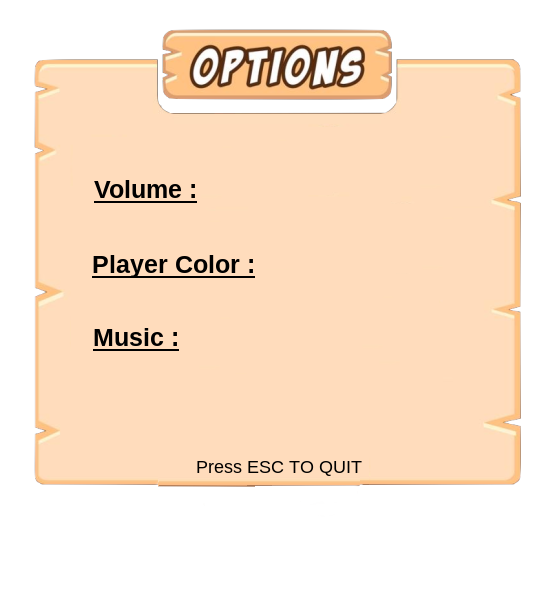 OPTIONS
Volume :
Player Color :
Music :
Press ESC TO QUIT